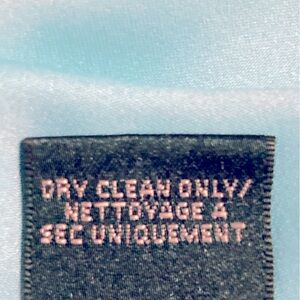 DRY CLEAN ONLY/
NETTOYAGE A
SEC UNIQUEMENT